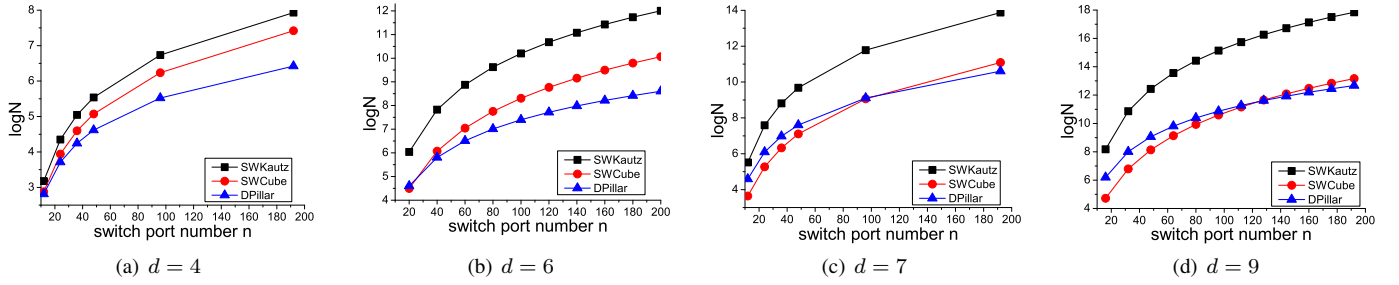 8
7
6
5
4
3
logN
20 40 60 80 100 120 140 160 180 200
switch port number n
SWKautz
SWCube
DPillar
(a) d = 4
12
11
10
9
8
7
6
5
4
logN
20 40 60 80 100 120 140 160 180 200
switch port number n
SWKautz
SWCube
DPillar
(b) d = 6
14
12
10
8
6
4
logN
20 40 60 80 100 120 140 160 180 200
switch port number n
SWKautz
SWCube
DPillar
(c) d = 7
18
16
14
12
10
8
6
4
logN
0 20 40 60 80 100 120 140 160 180 200
switch port number n
SWKautz
SWCube
DPillar
(d) d = 9